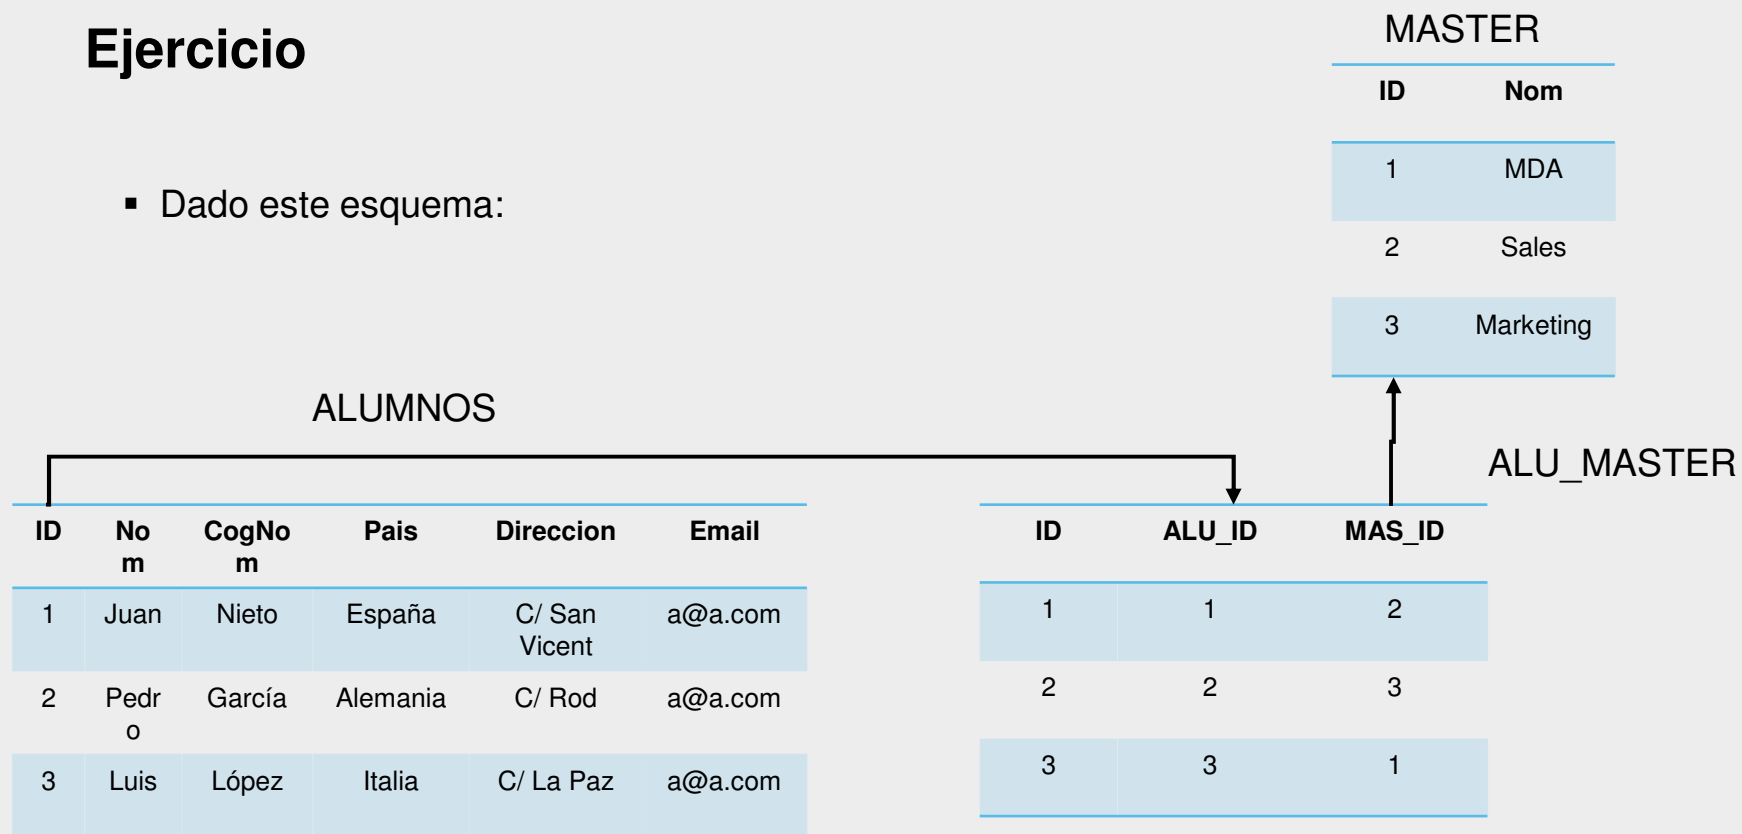 Ejercicio
▪ Dado este esquema:
MASTER
ID Nom
1 MDA
2 Sales
3 Marketing
ALUMNOS
ID No CogNo Pais Direccion Email
m m
1 Juan Nieto España C/ San a@a.com
Vicent
2 Pedr García Alemania C/ Rod a@a.com
o
3 Luis López Italia C/ La Paz a@a.com
ALU_MASTER
ID ALU_ID MAS_ID
1 1 2
2 2 3
3 3 1